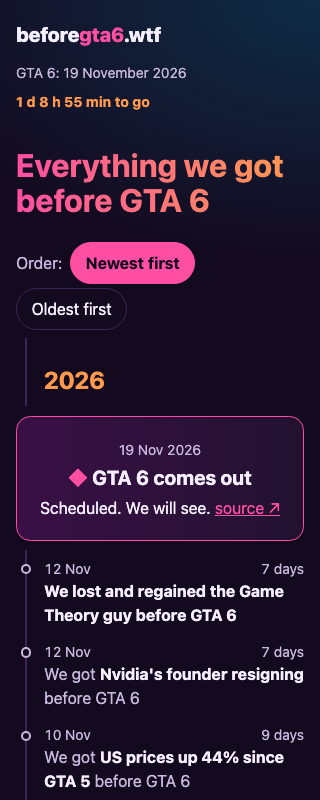 beforegta6.wtf
GTA 6: 19 November 2026
1 d 8 h 55 min to go
Everything we got
before GTA 6
Order: Newest first
Oldest first
2026
19 Nov 2026
GTA 6 comes out
Scheduled. We will see. source ↗
12 Nov 7 days
We lost and regained the Game
Theory guy before GTA 6
12 Nov 7 days
We got Nvidia's founder resigning
before GTA 6
10 Nov 9 days
We got US prices up 44% since
GTA 5 before GTA 6